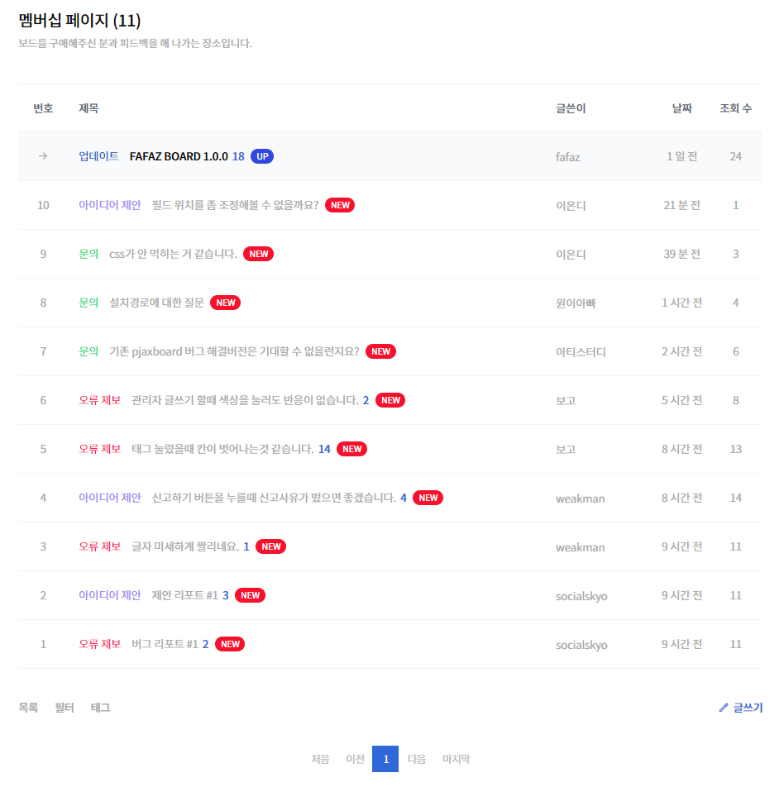 멤버십 페이지 (11)
보드를 구매해주신 분과 피드백을 해 나가는 장소입니다.
번호 제목 글쓴이 날짜 조회 수
→ 업데이트 FAFAZ BOARD 1.0.0 18 UP fafaz 1 일 전 24
10 아이디어 제안 필드 위치를 좀 조정해볼 수 없을까요? NEW 이온디 21 분 전 1
9 문의 css가 안 먹히는 거 같습니다. NEW 이온디 39 분 전 3
8 문의 설치경로에 대한 질문 NEW 원이아빠 1 시간 전 4
7 문의 기존 pjaxboard 버그 해결버전은 기대할 수 없을런지요? NEW 아티스터디 2 시간 전 6
6 오류 제보 관리자 글쓰기 할때 색상을 눌러도 반응이 없습니다. 2 NEW 보고 5 시간 전 8
5 오류 제보 태그 눌렀을때 칸이 벗어나는것 같습니다. 14 NEW 보고 8 시간 전 13
4 아이디어 제안 신고하기 버튼을 누를때 신고사유가 떴으면 좋겠습니다. 4 NEW weakman 8 시간 전 14
3 오류 제보 글자 미세하게 짤리네요. 1 NEW weakman 9 시간 전 11
2 아이디어 제안 제안 리포트 #1 3 NEW socialskyo 9 시간 전 11
1 오류 제보 버그 리포트 #1 2 NEW socialskyo 9 시간 전 11
목록 필터 태그 글쓰기
처음 이전 1 다음 마지막